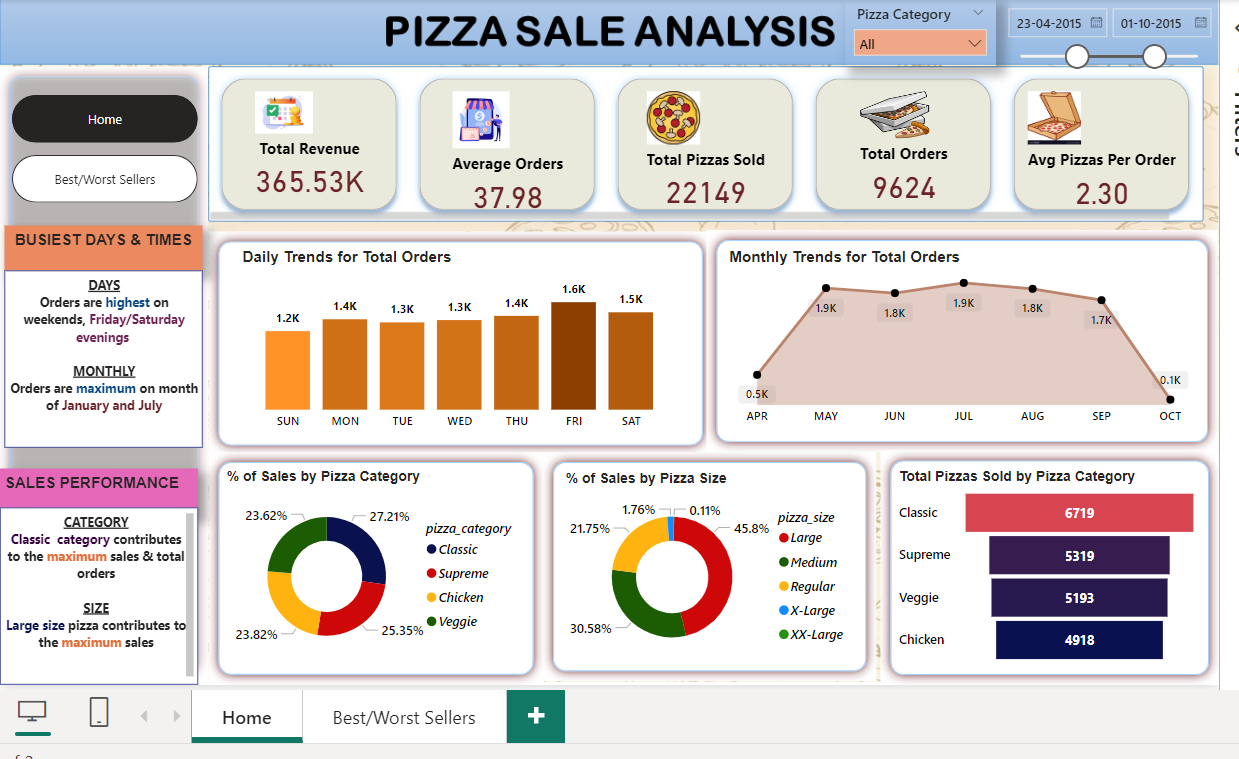 PIZZA SALE ANALYSIS
Pizza Category
All
23-04-2015
01-10-2015
Filters
Home
Best/Worst Sellers
Total Revenue
365.53K
Average Orders
37.98
Total Pizzas Sold
22149
Total Orders
9624
Avg Pizzas Per Order
2.30
BUSIEST DAYS & TIMES
DAYS
Orders are highest on
weekends, Friday/Saturday
evenings
MONTHLY
Orders are maximum on month
of January and July
SALES PERFORMANCE
CATEGORY
Classic category contributes
to the maximum sales & total
orders
SIZE
Large size pizza contributes to
the maximum sales
Daily Trends for Total Orders
1.2K
1.4K
1.3K
1.3K
1.4K
1.6K
1.5K
SUN
MON
TUE
WED
THU
FRI
SAT
Monthly Trends for Total Orders
0.5K
1.9K
1.8K
1.9K
1.8K
1.7K
0.1K
APR
MAY
JUN
JUL
AUG
SEP
OCT
% of Sales by Pizza Category
27.21%
25.35%
23.82%
23.62%
pizza_category
Classic
Supreme
Chicken
Veggie
% of Sales by Pizza Size
45.8%
30.58%
21.75%
1.76%
0.11%
pizza_size
Large
Medium
Regular
X-Large
XX-Large
Total Pizzas Sold by Pizza Category
Classic
6719
Supreme
5319
Veggie
5193
Chicken
4918
Home
Best/Worst Sellers